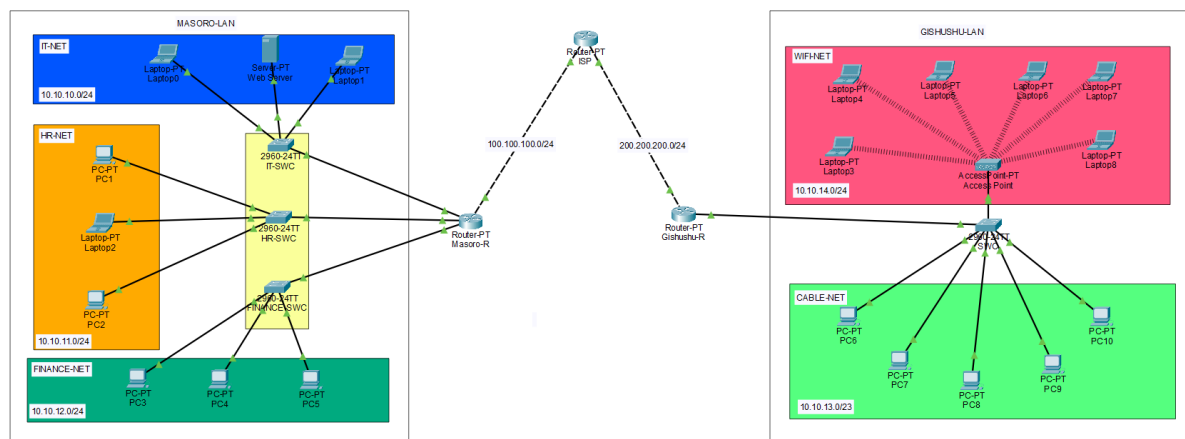 MASORO-LAN
IT-NET
Laptop-PT
Laptop0
Server-PT
Web Server
Laptop-PT
Laptop1
10.10.10.0/24
HR-NET
PC-PT
PC1
Laptop-PT
Laptop2
PC-PT
PC2
10.10.11.0/24
2960-24TT
IT-SWC
2960-24TT
HR-SWC
2960-24TT
FINANCE-SWC
FINANCE-NET
PC-PT
PC3
PC-PT
PC4
PC-PT
PC5
10.10.12.0/24
Router-PT
Masoro-R
100.100.100.0/24
Router-PT
ISP
200.200.200.0/24
Router-PT
Gishushu-R
GISHUSHU-LAN
WIFI-NET
Laptop-PT
Laptop4
Laptop-PT
Laptop5
Laptop-PT
Laptop6
Laptop-PT
Laptop7
Laptop-PT
Laptop3
Laptop-PT
Laptop8
AccessPoint-PT
Access Point
10.10.14.0/24
2960-24TT
SWC
CABLE-NET
PC-PT
PC6
PC-PT
PC7
PC-PT
PC8
PC-PT
PC9
PC-PT
PC10
10.10.13.0/23